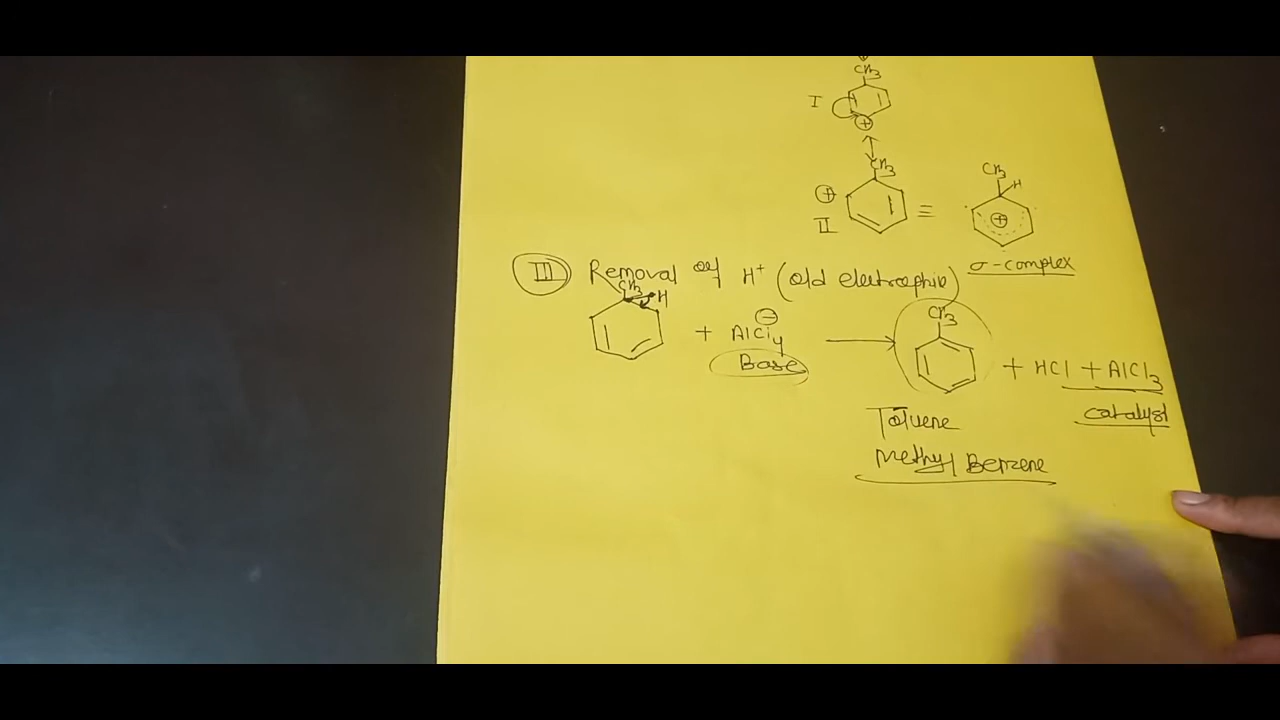 CH3
I
⊕
CH3
⊕
II
≡
CH3
H
⊕
σ-complex
III Removal of H+ (old electrophile)
CH3
H
+ AlCl4 ⊖
Base
CH3
+ HCl + AlCl3
catalyst
Toluene
Methyl Benzene